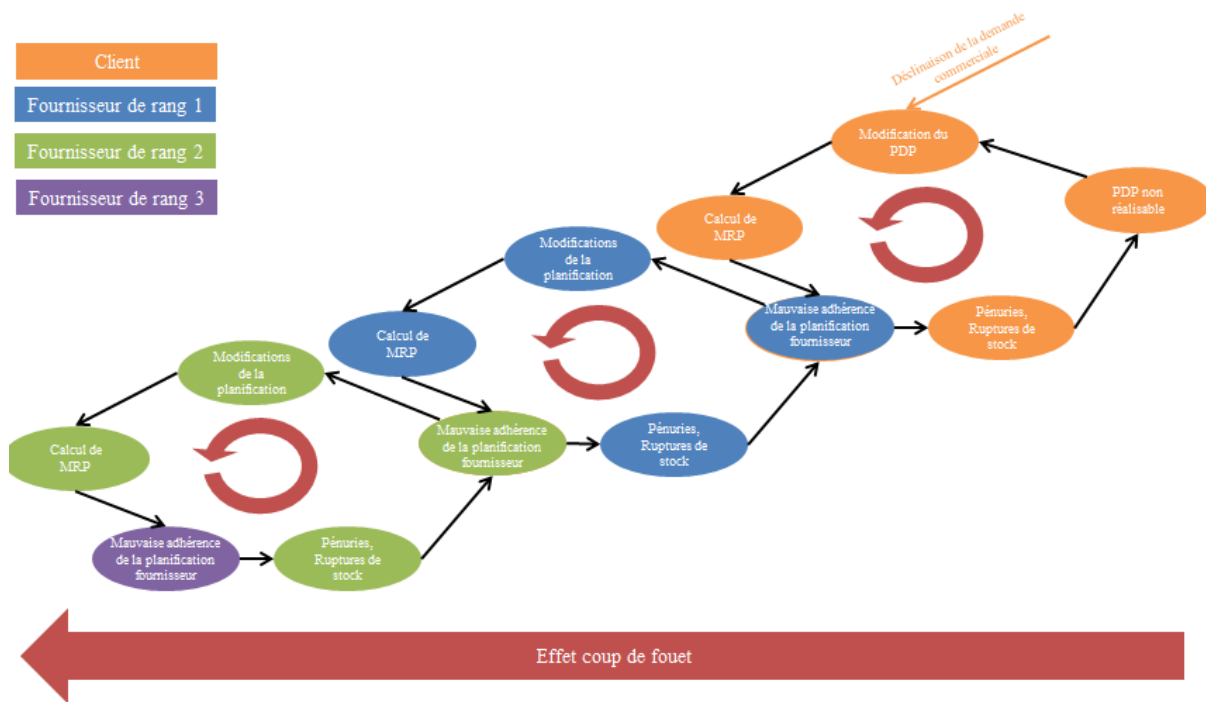 Client
Fournisseur de rang 1
Fournisseur de rang 2
Fournisseur de rang 3
Déclinaison de la demande
commerciale
Modification du
PDP
PDP non
réalisable
Calcul de
MRP
Modifications
de la
planification
Mauvaise adhérence
de la planification
fournisseur
Pénuries,
Ruptures de
stock
Calcul de
MRP
Modifications
de la
planification
Mauvaise adhérence
de la planification
fournisseur
Pénuries,
Ruptures de
stock
Calcul de
MRP
Mauvaise adhérence
de la planification
fournisseur
Pénuries,
Ruptures de
stock
Effet coup de fouet